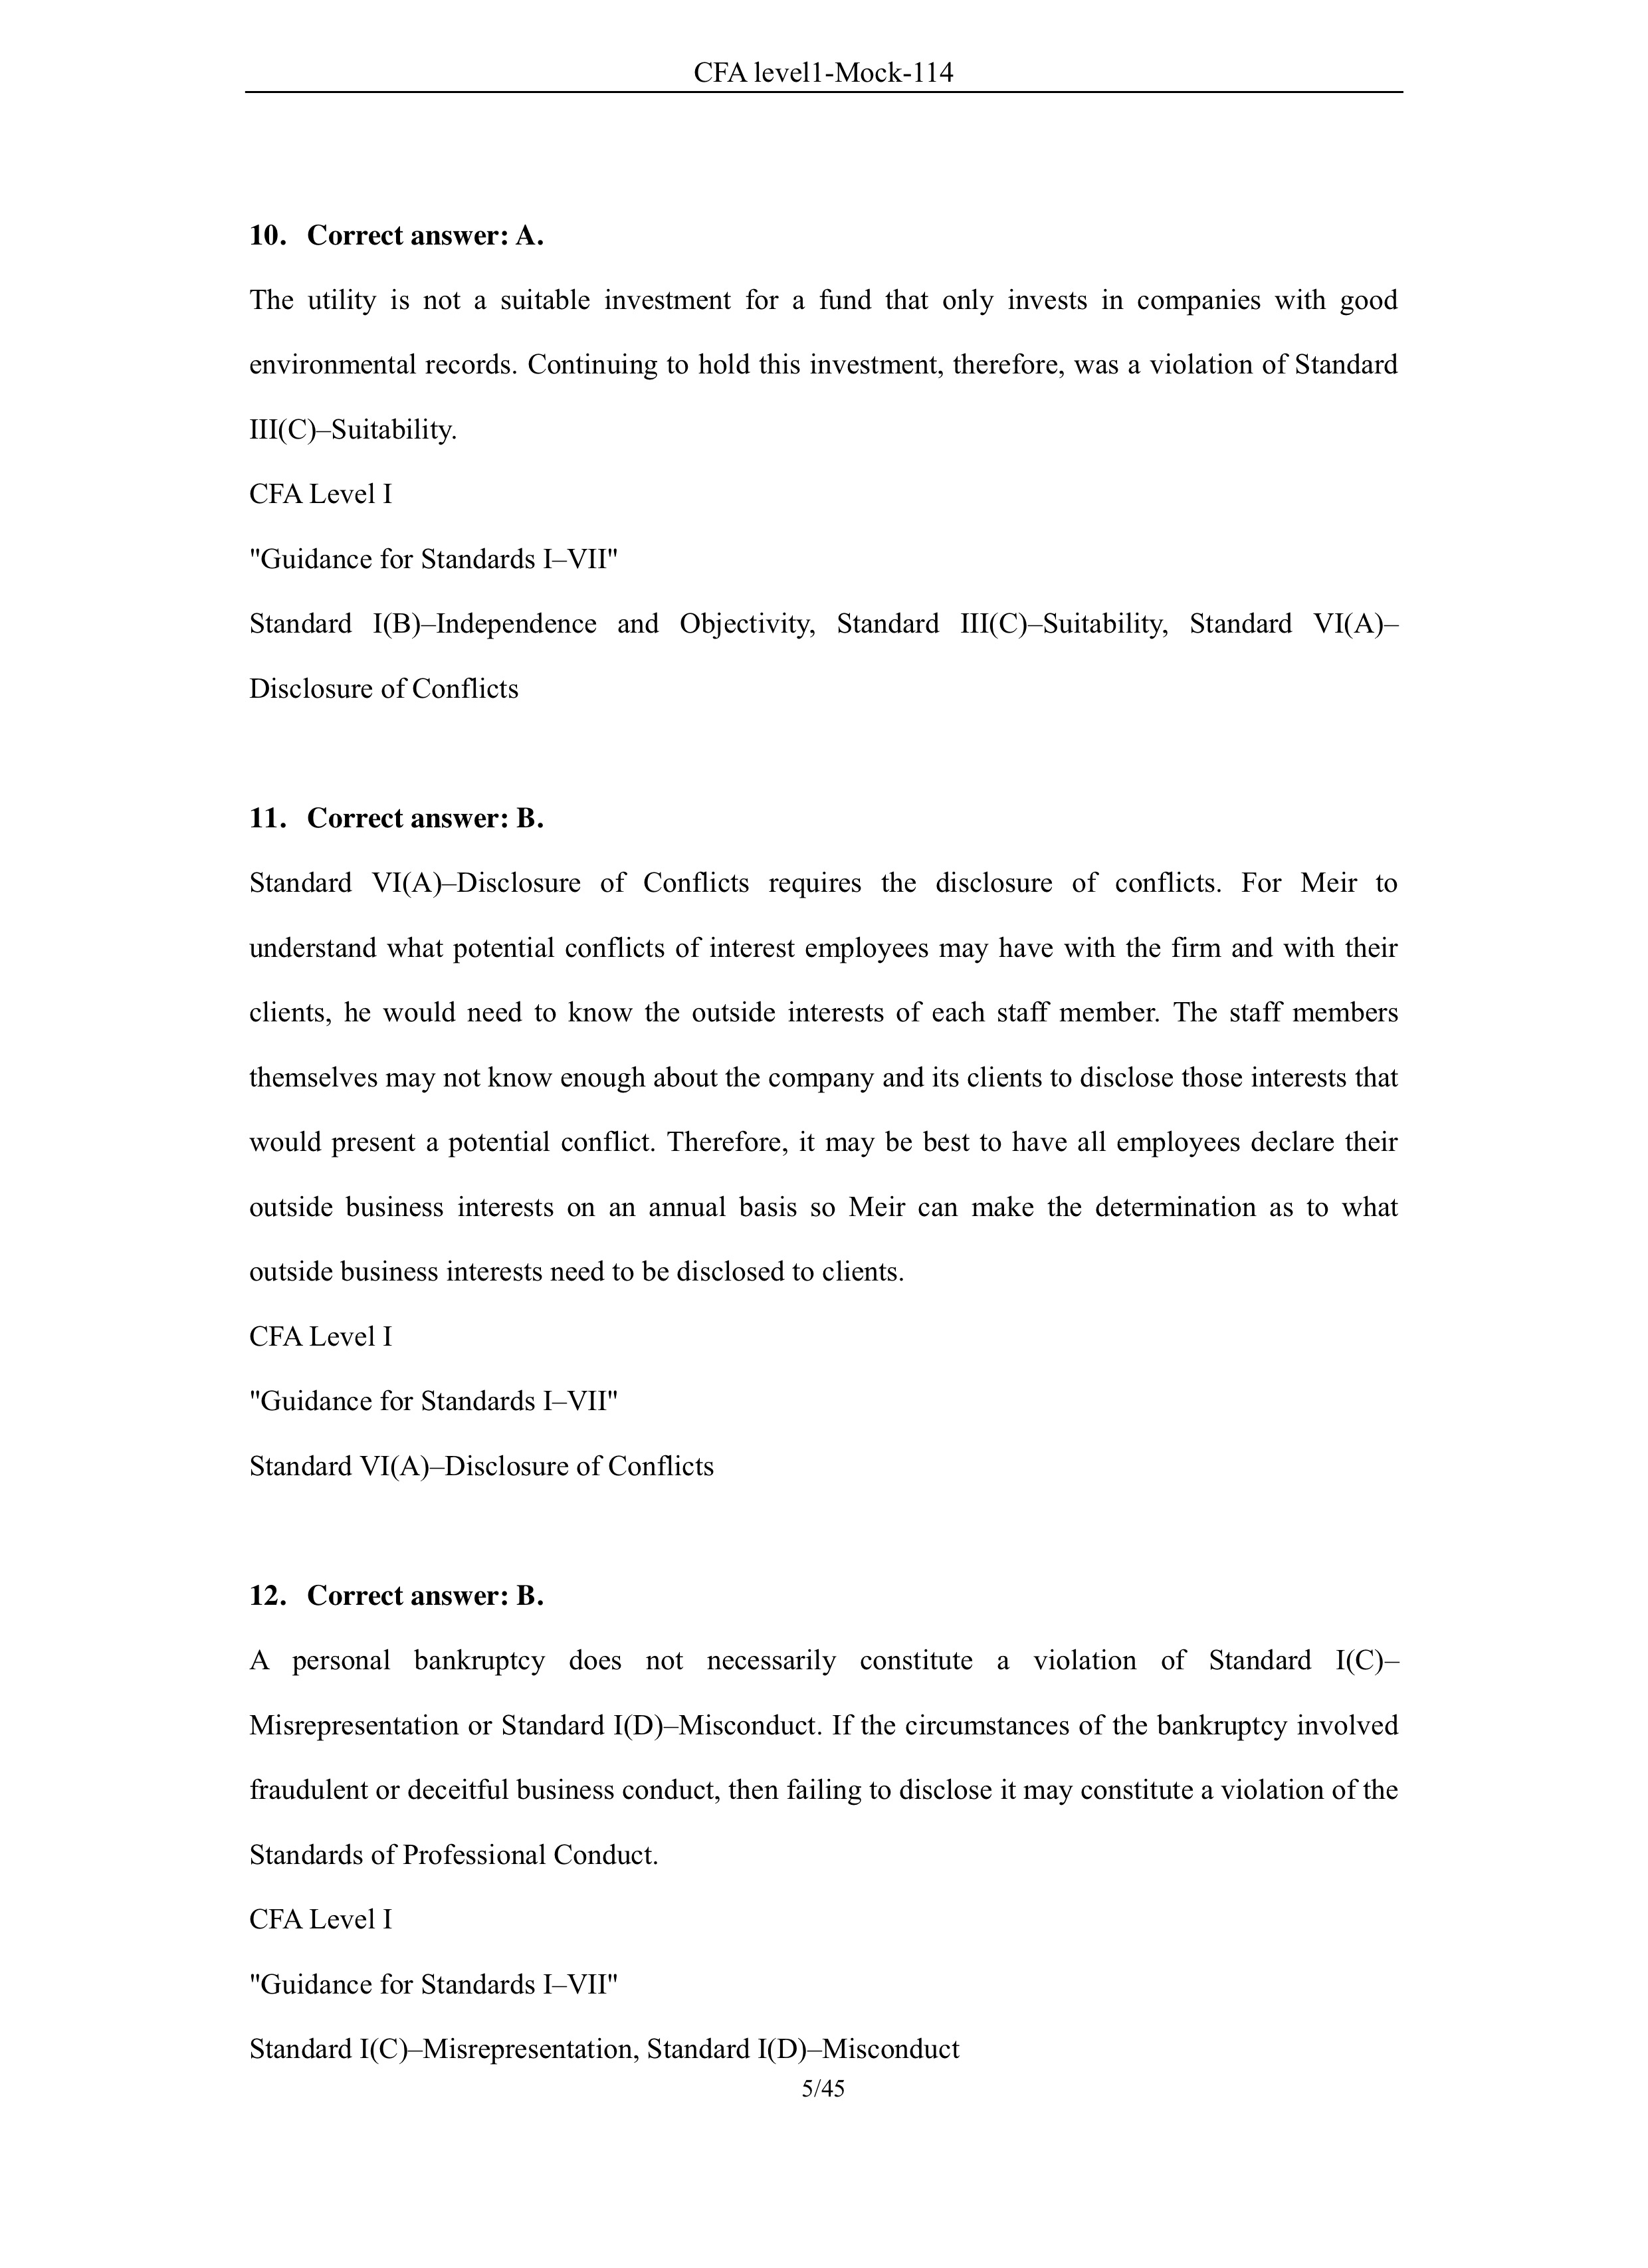 CFA level1-Mock-114
10. Correct answer: A.
The utility is not a suitable investment for a fund that only invests in companies with good
environmental records. Continuing to hold this investment, therefore, was a violation of Standard
III(C)–Suitability.
CFA Level I
"Guidance for Standards I–VII"
Standard I(B)–Independence and Objectivity, Standard III(C)–Suitability, Standard VI(A)–
Disclosure of Conflicts
11. Correct answer: B.
Standard VI(A)–Disclosure of Conflicts requires the disclosure of conflicts. For Meir to
understand what potential conflicts of interest employees may have with the firm and with their
clients, he would need to know the outside interests of each staff member. The staff members
themselves may not know enough about the company and its clients to disclose those interests that
would present a potential conflict. Therefore, it may be best to have all employees declare their
outside business interests on an annual basis so Meir can make the determination as to what
outside business interests need to be disclosed to clients.
CFA Level I
"Guidance for Standards I–VII"
Standard VI(A)–Disclosure of Conflicts
12. Correct answer: B.
A personal bankruptcy does not necessarily constitute a violation of Standard I(C)–
Misrepresentation or Standard I(D)–Misconduct. If the circumstances of the bankruptcy involved
fraudulent or deceitful business conduct, then failing to disclose it may constitute a violation of the
Standards of Professional Conduct.
CFA Level I
"Guidance for Standards I–VII"
Standard I(C)–Misrepresentation, Standard I(D)–Misconduct
5/45